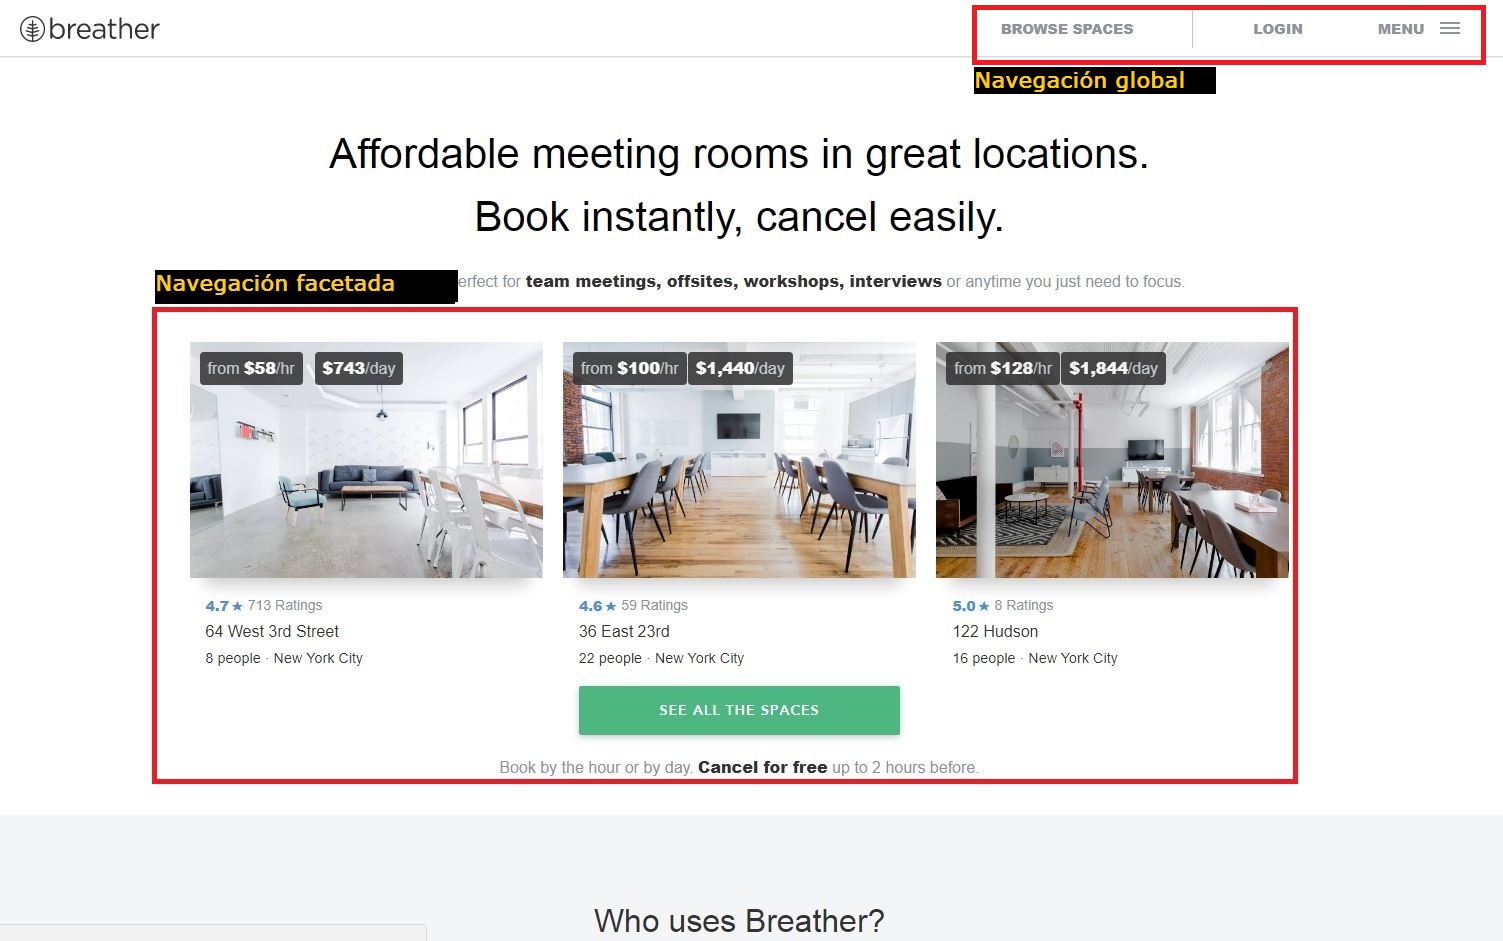 breather
BROWSE SPACES
LOGIN
MENU
Navegación global
Affordable meeting rooms in great locations.
Book instantly, cancel easily.
Navegación facetada
erfect for team meetings, offsites, workshops, interviews or anytime you just need to focus.
from $58/hr $743/day
from $100/hr $1,440/day
from $128/hr $1,844/day
4.7 ★ 713 Ratings
64 West 3rd Street
8 people · New York City
4.6 ★ 59 Ratings
36 East 23rd
22 people · New York City
5.0 ★ 8 Ratings
122 Hudson
16 people · New York City
SEE ALL THE SPACES
Book by the hour or by day. Cancel for free up to 2 hours before.
Who uses Breather?